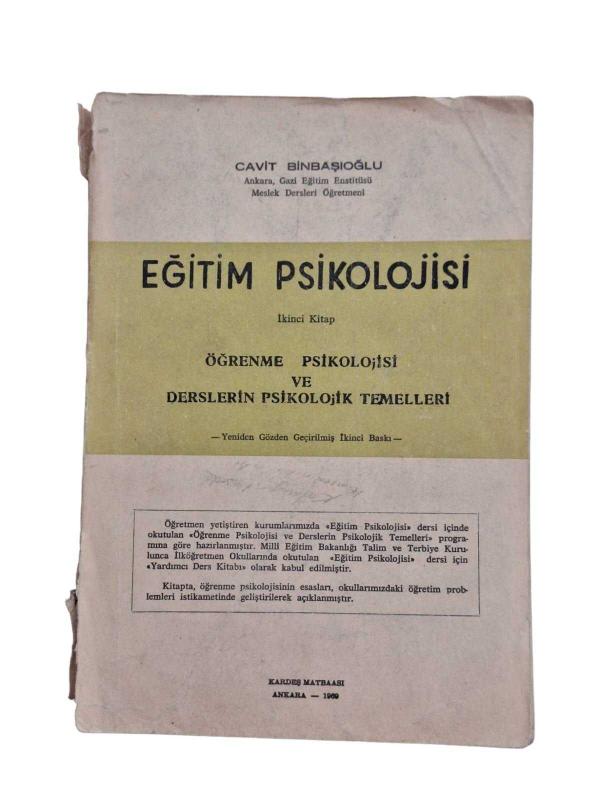 CAVİT BİNBAŞIOĞLU
Ankara, Gazi Eğitim Enstitüsü
Meslek Dersleri Öğretmeni
EĞİTİM PSİKOLOJİSİ
İkinci Kitap
ÖĞRENME PSİKOLOjİSİ
VE
DERSLERİN PSİKOLOjİK TEMELLERİ
— Yeniden Gözden Geçirilmiş İkinci Baskı —
Öğretmen yetiştiren kurumlarımızda «Eğitim Psikolojisi» dersi içinde
okutulan «Öğrenme Psikolojisi ve Derslerin Psikolojik Temelleri» progra-
mına göre hazırlanmıştır. Milli Eğitim Bakanlığı Talim ve Terbiye Kuru-
lunca İlköğretmen Okullarında okutulan «Eğitim Psikolojisi» dersi için
«Yardımcı Ders Kitabı» olarak kabul edilmiştir.
Kitapta, öğrenme psikolojisinin esasları, okullarımızdaki öğretim prob-
lemleri istikametinde geliştirilerek açıklanmıştır.
KARDEŞ MATBAASI
ANKARA — 1969